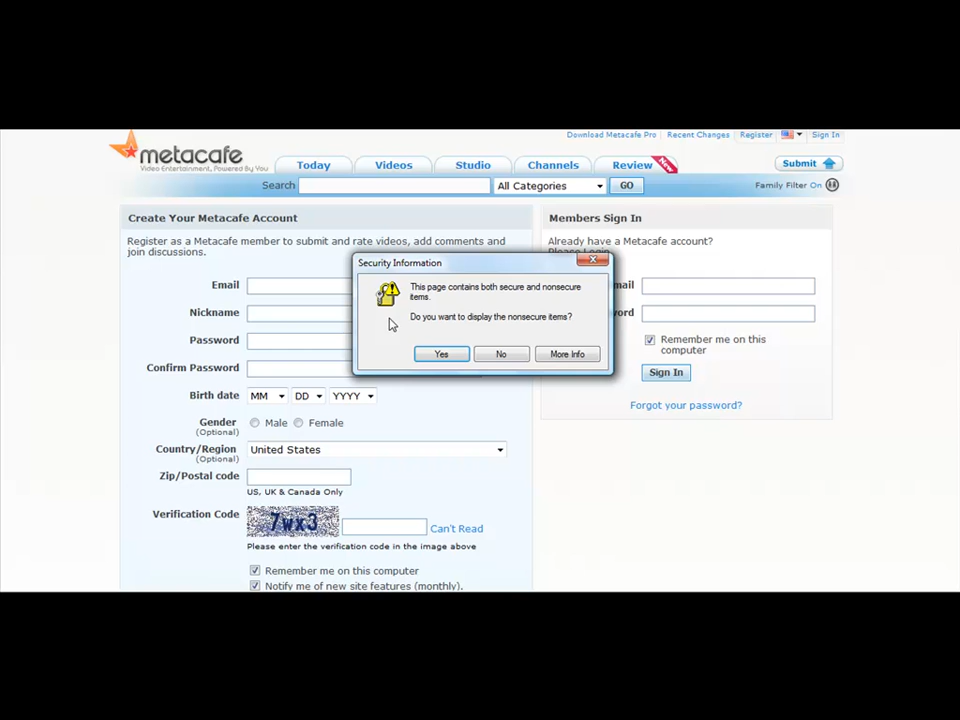 Download Metacafe Pro Recent Changes Register Sign In
metacafe
Video Entertainment, Powered By You
Today Videos Studio Channels Review New Submit
Search All Categories GO Family Filter On
Create Your Metacafe Account
Register as a Metacafe member to submit and rate videos, add comments and
join discussions.
Email
Nickname
Password
Confirm Password
Birth date MM DD YYYY
Gender Male Female
(Optional)
Country/Region United States
(Optional)
Zip/Postal code
US, UK & Canada Only
Verification Code 7wx3 Can't Read
Please enter the verification code in the image above
Remember me on this computer
Notify me of new site features (monthly).
Security Information
This page contains both secure and nonsecure
items.
Do you want to display the nonsecure items?
Yes No More Info
Members Sign In
Already have a Metacafe account?
Remember me on this
computer
Sign In
Forgot your password?